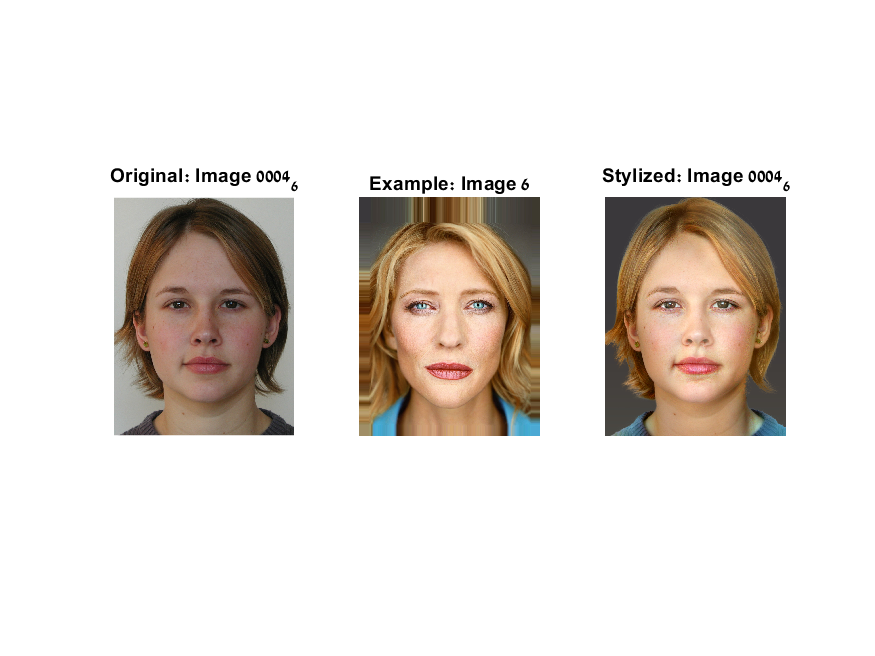 Original: Image 0004_6
Example: Image 6
Stylized: Image 0004_6